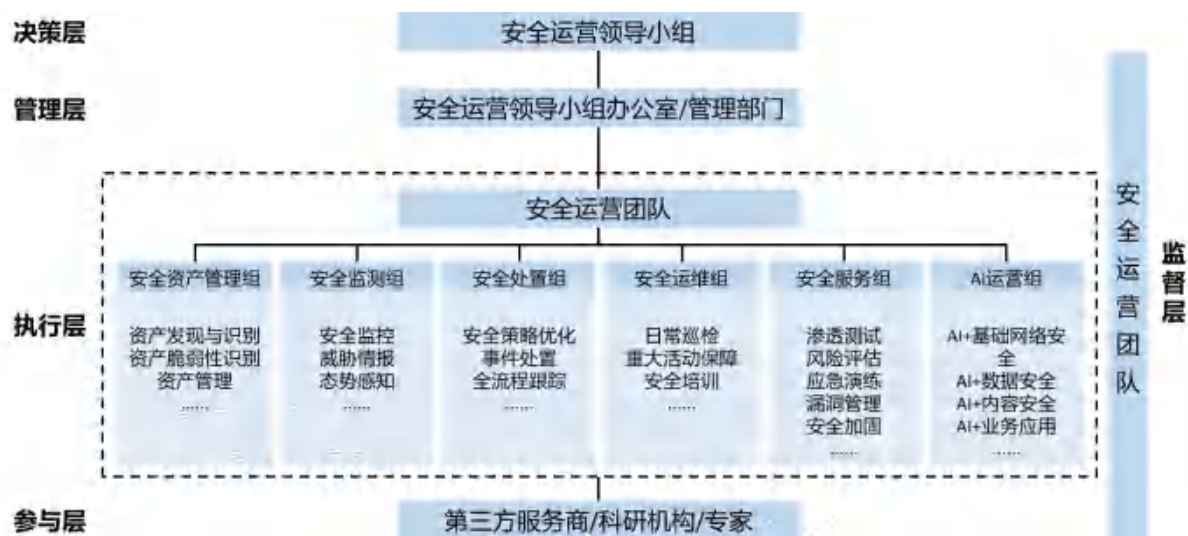 决策层
安全运营领导小组
管理层
安全运营领导小组办公室/管理部门
执行层
安全运营团队
安全资产管理组
资产发现与识别
资产脆弱性识别
资产管理
......
安全监测组
安全监控
威胁情报
态势感知
......
安全处置组
安全策略优化
事件处置
全流程跟踪
......
安全运维组
日常巡检
重大活动保障
安全培训
......
安全服务组
渗透测试
风险评估
应急演练
漏洞管理
安全加固
......
AI运营组
AI+基础网络安
全
AI+数据安全
AI+内容安全
AI+业务应用
......
参与层
第三方服务商/科研机构/专家
安全运营团队
监督层